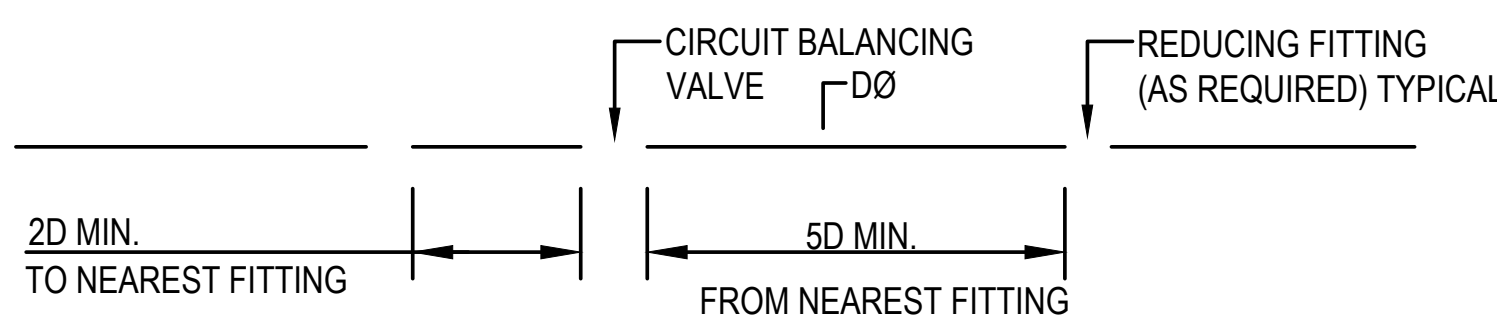 CIRCUIT BALANCING
VALVE
DØ
REDUCING FITTING
(AS REQUIRED) TYPICAL
2D MIN.
TO NEAREST FITTING
5D MIN.
FROM NEAREST FITTING